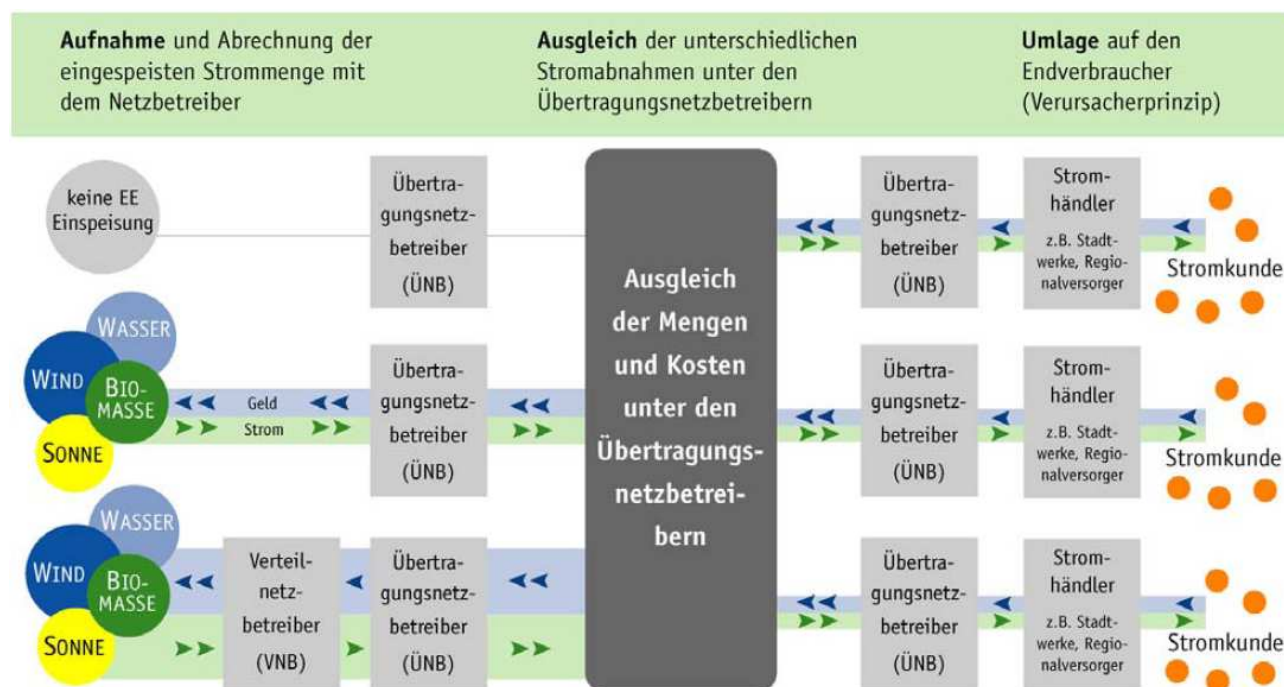 Aufnahme und Abrechnung der
eingespeisten Strommenge mit
dem Netzbetreiber
Ausgleich der unterschiedlichen
Stromabnahmen unter den
Übertragungsnetzbetreibern
Umlage auf den
Endverbraucher
(Verursacherprinzip)
keine EE
Einspeisung
Übertra-
gungsnetz-
betreiber
(ÜNB)
Ausgleich
der Mengen
und Kosten
unter den
Übertragungs-
netzbetrei-
bern
Übertra-
gungsnetz-
betreiber
(ÜNB)
Strom-
händler
z.B. Stadt-
werke, Regio-
nalversorger
Stromkunde
WASSER
WIND
BIO-
MASSE
SONNE
Geld
Strom
Übertra-
gungsnetz-
betreiber
(ÜNB)
Übertra-
gungsnetz-
betreiber
(ÜNB)
Strom-
händler
z.B. Stadt-
werke, Regio-
nalversorger
Stromkunde
WASSER
WIND
BIO-
MASSE
SONNE
Verteil-
netz-
betreiber
(VNB)
Übertra-
gungsnetz-
betreiber
(ÜNB)
Übertra-
gungsnetz-
betreiber
(ÜNB)
Strom-
händler
z.B. Stadt-
werke, Regio-
nalversorger
Stromkunde